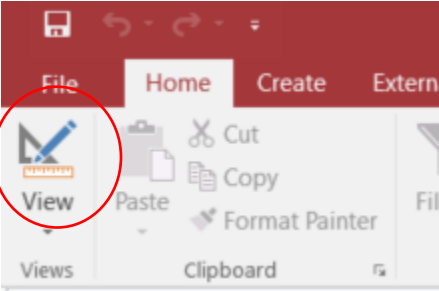 File Home Create Extern
Cut
Copy
View Paste Fil
Format Painter
Views Clipboard